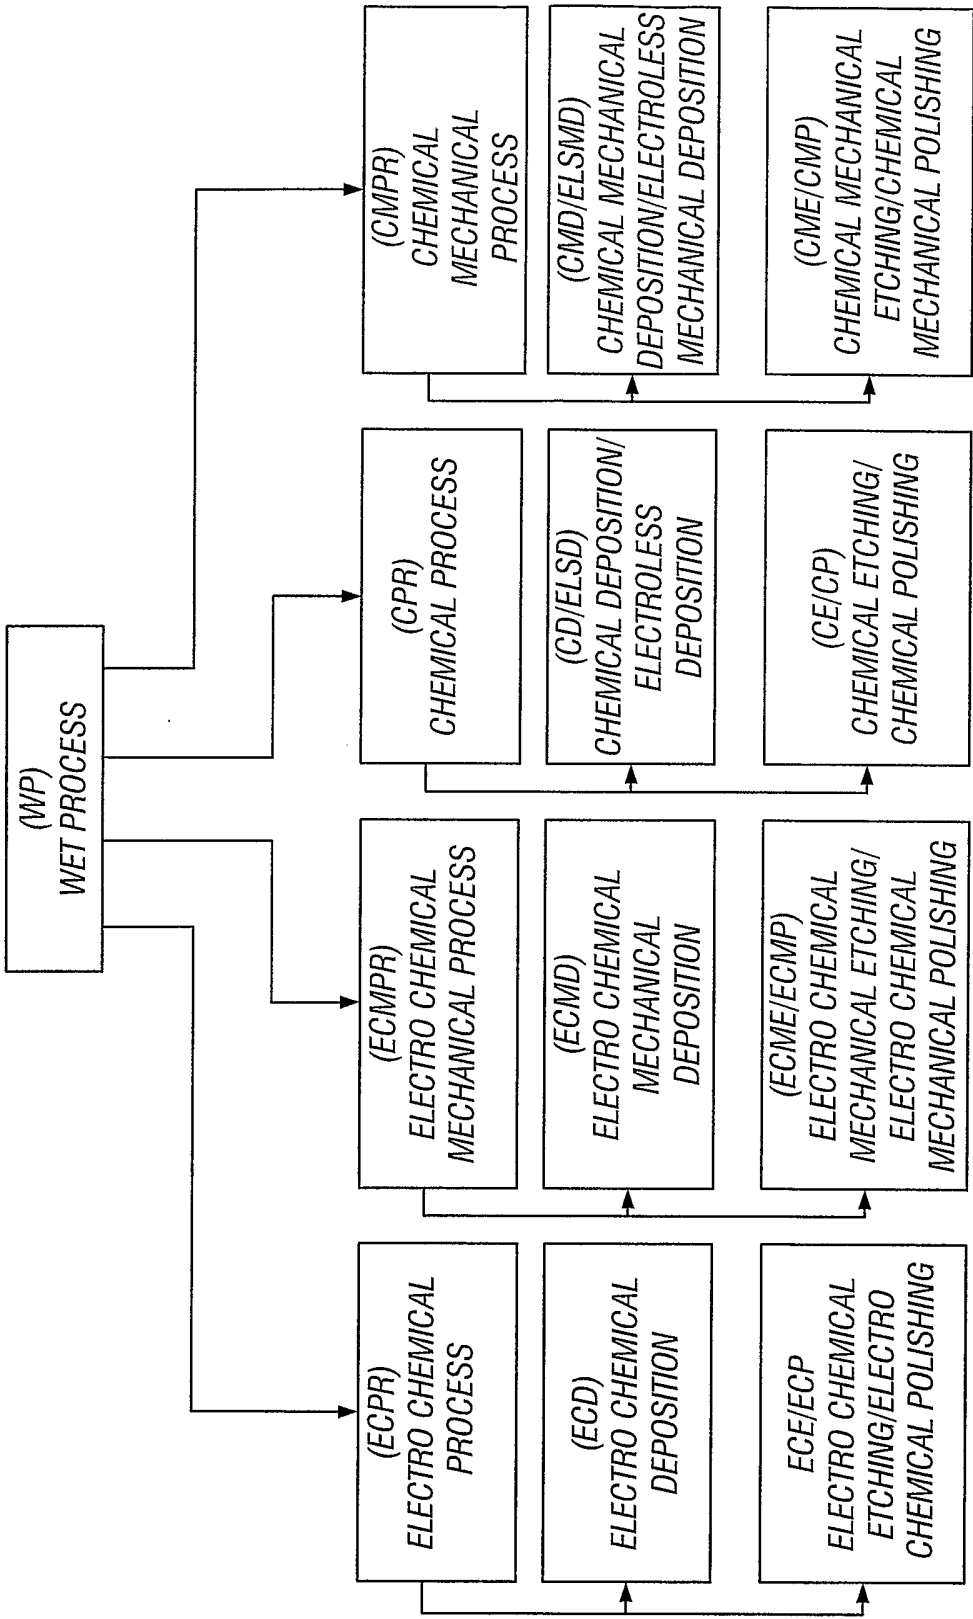 (WP)
WET PROCESS
(ECPR)
ELECTRO CHEMICAL
PROCESS
(ECD)
ELECTRO CHEMICAL
DEPOSITION
ECE/ECP
ELECTRO CHEMICAL
ETCHING/ELECTRO
CHEMICAL POLISHING
(ECMPR)
ELECTRO CHEMICAL
MECHANICAL PROCESS
(ECMD)
ELECTRO CHEMICAL
MECHANICAL
DEPOSITION
(ECME/ECMP)
ELECTRO CHEMICAL
MECHANICAL ETCHING/
ELECTRO CHEMICAL
MECHANICAL POLISHING
(CPR)
CHEMICAL PROCESS
(CD/ELSD)
CHEMICAL DEPOSITION/
ELECTROLESS
DEPOSITION
(CE/CP)
CHEMICAL ETCHING/
CHEMICAL POLISHING
(CMPR)
CHEMICAL
MECHANICAL
PROCESS
(CMD/ELSMD)
CHEMICAL MECHANICAL
DEPOSITION/ELECTROLESS
MECHANICAL DEPOSITION
(CME/CMP)
CHEMICAL MECHANICAL
ETCHING/CHEMICAL
MECHANICAL POLISHING